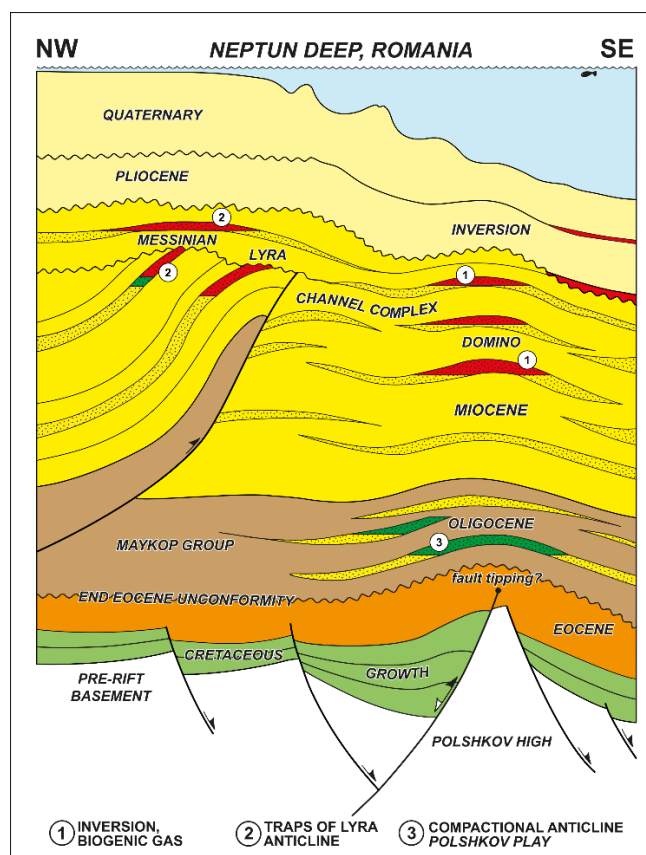 NW NEPTUN DEEP, ROMANIA SE
QUATERNARY
PLIOCENE
INVERSION
2
MESSINIAN
LYRA
2
1
CHANNEL COMPLEX
DOMINO
1
MIOCENE
OLIGOCENE
MAYKOP GROUP
3
fault tipping?
END EOCENE UNCONFORMITY
EOCENE
CRETACEOUS
GROWTH
PRE-RIFT
BASEMENT
POLSHKOV HIGH
1 INVERSION,
BIOGENIC GAS
2 TRAPS OF LYRA
ANTICLINE
3 COMPACTIONAL ANTICLINE
POLSHKOV PLAY